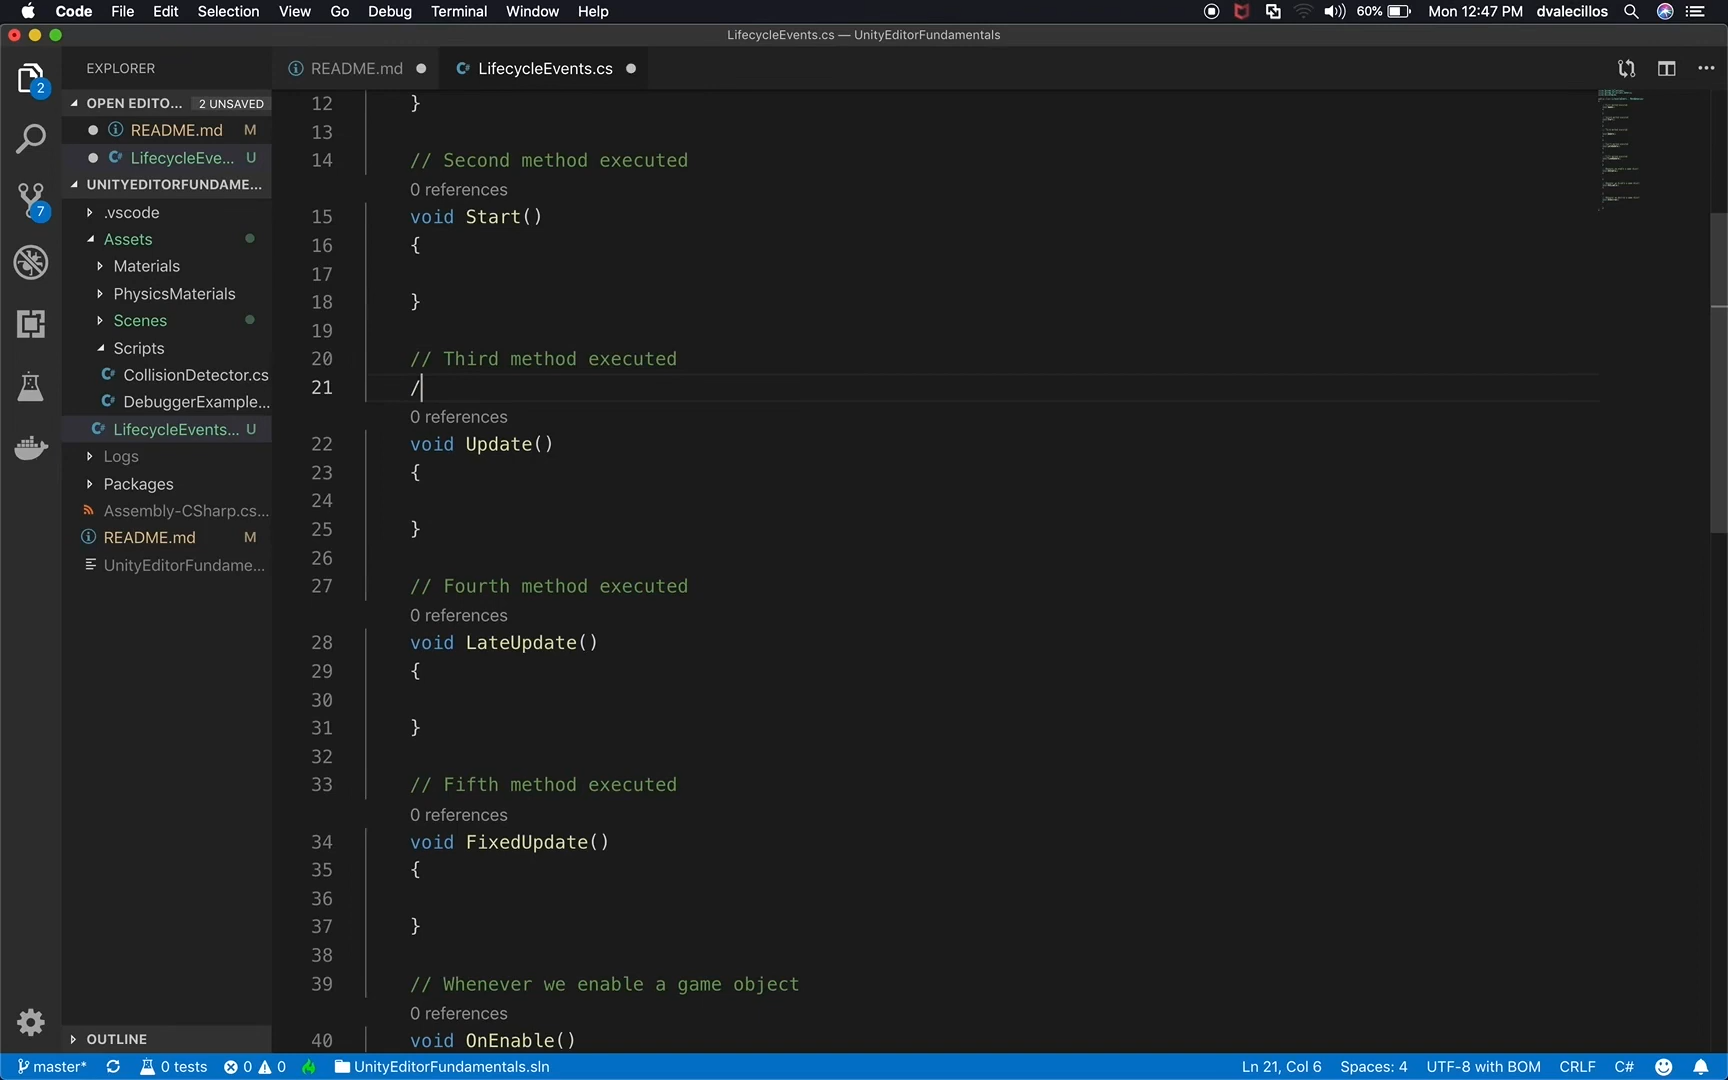 Code File Edit Selection View Go Debug Terminal Window Help 60% Mon 12:47 PM dvalecillos
LifecycleEvents.cs — UnityEditorFundamentals
EXPLORER
README.md
LifecycleEvents.cs
2
OPEN EDITO... 2 UNSAVED
README.md M
LifecycleEve... U
UNITYEDITORFUNDAME...
7
.vscode
Assets
Materials
PhysicsMaterials
Scenes
Scripts
CollisionDetector.cs
DebuggerExample...
LifecycleEvents... U
Logs
Packages
Assembly-CSharp.cs...
README.md M
UnityEditorFundame...
OUTLINE
12 }
13
14 // Second method executed
0 references
15 void Start()
16 {
17
18 }
19
20 // Third method executed
21 /
0 references
22 void Update()
23 {
24
25 }
26
27 // Fourth method executed
0 references
28 void LateUpdate()
29 {
30
31 }
32
33 // Fifth method executed
0 references
34 void FixedUpdate()
35 {
36
37 }
38
39 // Whenever we enable a game object
0 references
40 void OnEnable()
master* 0 tests 0 0 UnityEditorFundamentals.sln Ln 21, Col 6 Spaces: 4 UTF-8 with BOM CRLF C#